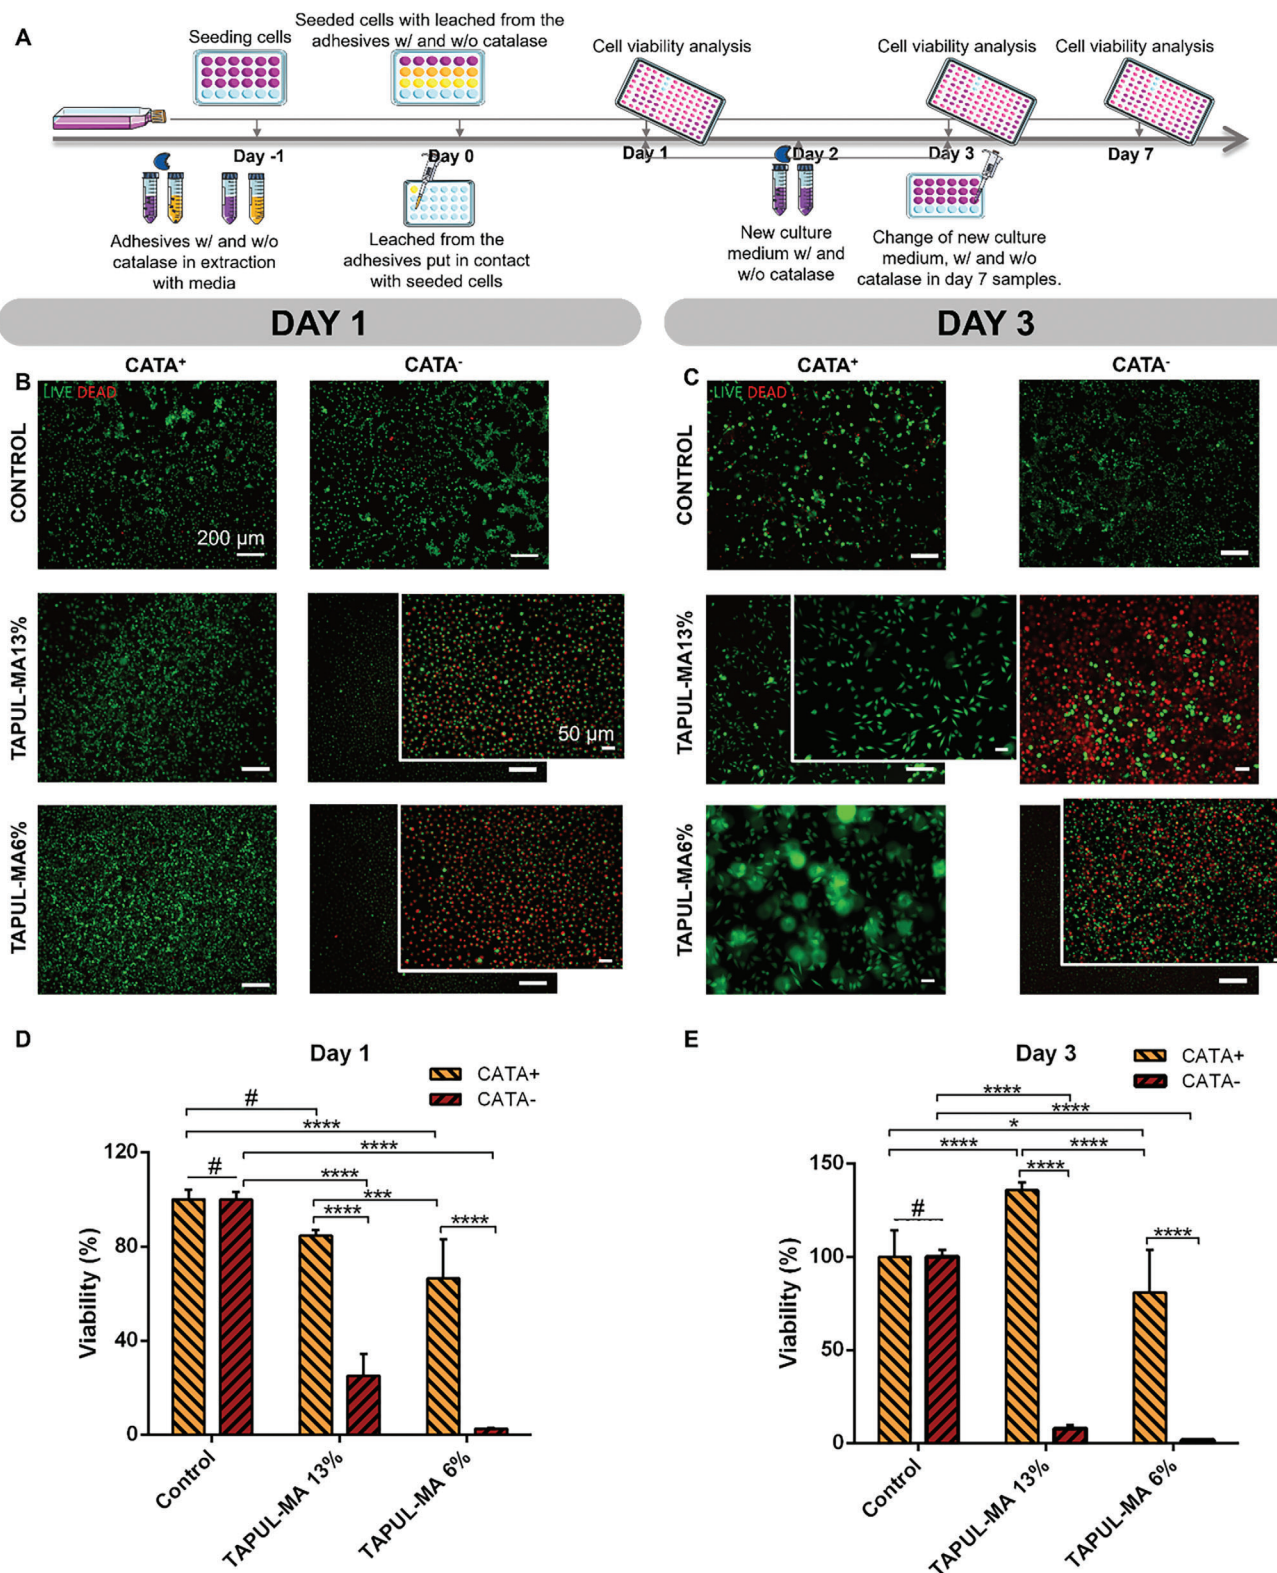 A
Seeding cells
Seeded cells with leached from the
adhesives w/ and w/o catalase
Cell viability analysis
Cell viability analysis
Cell viability analysis
Day -1
Day 0
Day 1
Day 2
Day 3
Day 7
Adhesives w/ and w/o
catalase in extraction
with media
Leached from the
adhesives put in contact
with seeded cells
New culture
medium w/ and
w/o catalase
Change of new culture
medium, w/ and w/o
catalase in day 7 samples.
DAY 1
DAY 3
B
CATA+
CATA-
C
CATA+
CATA-
CONTROL
LIVE DEAD
200 µm
CONTROL
LIVE DEAD
TAPUL-MA13%
50 µm
TAPUL-MA13%
TAPUL-MA6%
TAPUL-MA6%
D
Day 1
CATA+
CATA-
#
****
****
#
****
***
****
****
Viability (%)
120
80
40
0
Control
TAPUL-MA 13%
TAPUL-MA 6%
E
Day 3
CATA+
CATA-
****
****
*
****
****
****
#
****
Viability (%)
150
100
50
0
Control
TAPUL-MA 13%
TAPUL-MA 6%